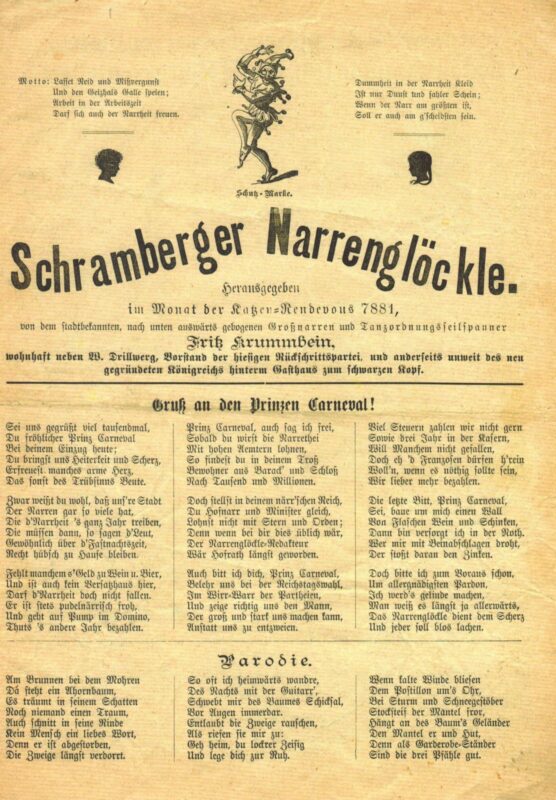 Motto: Lasset Neid und Mißvergunst
Und den Geizhals Galle speien;
Arbeit in der Arbeitszeit
Darf sich auch der Narrheit freuen.
Dummheit in der Narrheit Kleid
Ist nur Dunst und fahler Schein;
Wenn der Narr am größten ist,
Soll er auch am g'scheidsten sein.
Schutz-Marke.
Schramberger Narrenglöckle.
Herausgegeben
im Monat der Katzen-Rendevous 7881,
von dem stadtbekannten, nach unten auswärts gebogenen Großnarren und Tanzordnungsseilspanner
Fritz Krummbein,
wohnhaft neben W. Drillwerg, Vorstand der hiesigen Rückschrittspartei, und anderseits unweit des neu
gegründeten Königreichs hinterm Gasthaus zum schwarzen Kopf.
Gruß an den Prinzen Carneval!
Sei uns gegrüßt viel tausendmal,
Du fröhlicher Prinz Carneval
Bei deinem Einzug heute;
Du bringst uns Heiterkeit und Scherz,
Erfreuest manches arme Herz,
Das sonst des Trübsinns Beute.
Zwar weißt du wohl, daß uns're Stadt
Der Narren gar so viele hat,
Die d'Narrheit 's ganz Jahr treiben,
Die müssen dann, so sagen d'Leut,
Gewöhnlich über d'Fastnachtszeit,
Recht hübsch zu Hause bleiben.
Fehlt manchem s'Geld zu Wein u. Bier,
Und ist auch kein Versatzhaus hier,
Darf d'Narrheit doch nicht fallen.
Er ist stets pudelnärrisch froh,
Und geht auf Pump im Domino,
Thuts 's andere Jahr bezahlen.
Prinz Carneval, auch sag ich frei,
Sobald du wirst die Narrethei
Mit hohen Aemtern lohnen,
So findest du in deinem Troß
Bewohner aus Barack' und Schloß
Nach Tausend und Millionen.
Doch stellst in deinem närr'schen Reich,
Du Hofnarr und Minister gleich,
Lohnst nicht mit Stern und Orden;
Denn wenn bei dir dies üblich wär,
Der Narrenglöckle-Redakteur
Wär Hofrath längst geworden.
Auch bitt ich dich, Prinz Carneval,
Belehr uns bei der Reichstagswahl,
Im Wirr-Warr der Partheien,
Und zeige richtig uns den Mann,
Der groß und stark uns machen kann,
Anstatt uns zu entzweien.
Viel Steuern zahlen wir nicht gern
Sowie drei Jahr in der Kasern,
Will Manchem nicht gefallen,
Doch eh 'd Franzosen dürfen h'rein
Woll'n, wenn es nöthig sollte sein,
Wir lieber mehr bezahlen.
Die letzte Bitt, Prinz Carneval,
Sei, baue um mich einen Wall
Von Flaschen Wein und Schinken,
Dann bin versorgt ich in der Noth.
Wer mir mit Beinabschlagen droht,
Der stoßt daran den Zinken.
Doch bitte ich zum Voraus schon,
Um allergnädigsten Pardon,
Ich werd's gelinde machen,
Man weiß es längst ja allerwärts,
Das Narrenglöckle dient dem Scherz
Und jeder soll blos lachen.
Parodie.
Am Brunnen bei dem Mohren
Da steht ein Ahornbaum,
Es träumt in seinem Schatten
Noch niemand einen Traum,
Auch schnitt in seine Rinde
Kein Mensch ein liebes Wort,
Denn er ist abgestorben,
Die Zweige längst verdorrt.
So oft ich heimwärts wandre,
Des Nachts mit der Guitarr',
Schwebt mir des Baumes Schicksal,
Vor Augen immerdar.
Entlaubt die Zweige rauschen,
Als riefen sie mir zu:
Geh heim, du lockrer Zeisig
Und lege dich zur Ruh.
Wenn kalte Winde bliesen
Dem Postillon um's Ohr,
Bei Sturm und Schneegestöber
Stocksteif der Mantel fror,
Hängt an des Baum's Geländer
Den Mantel er und Hut,
Denn als Garderobe-Ständer
Sind die drei Pfähle gut.